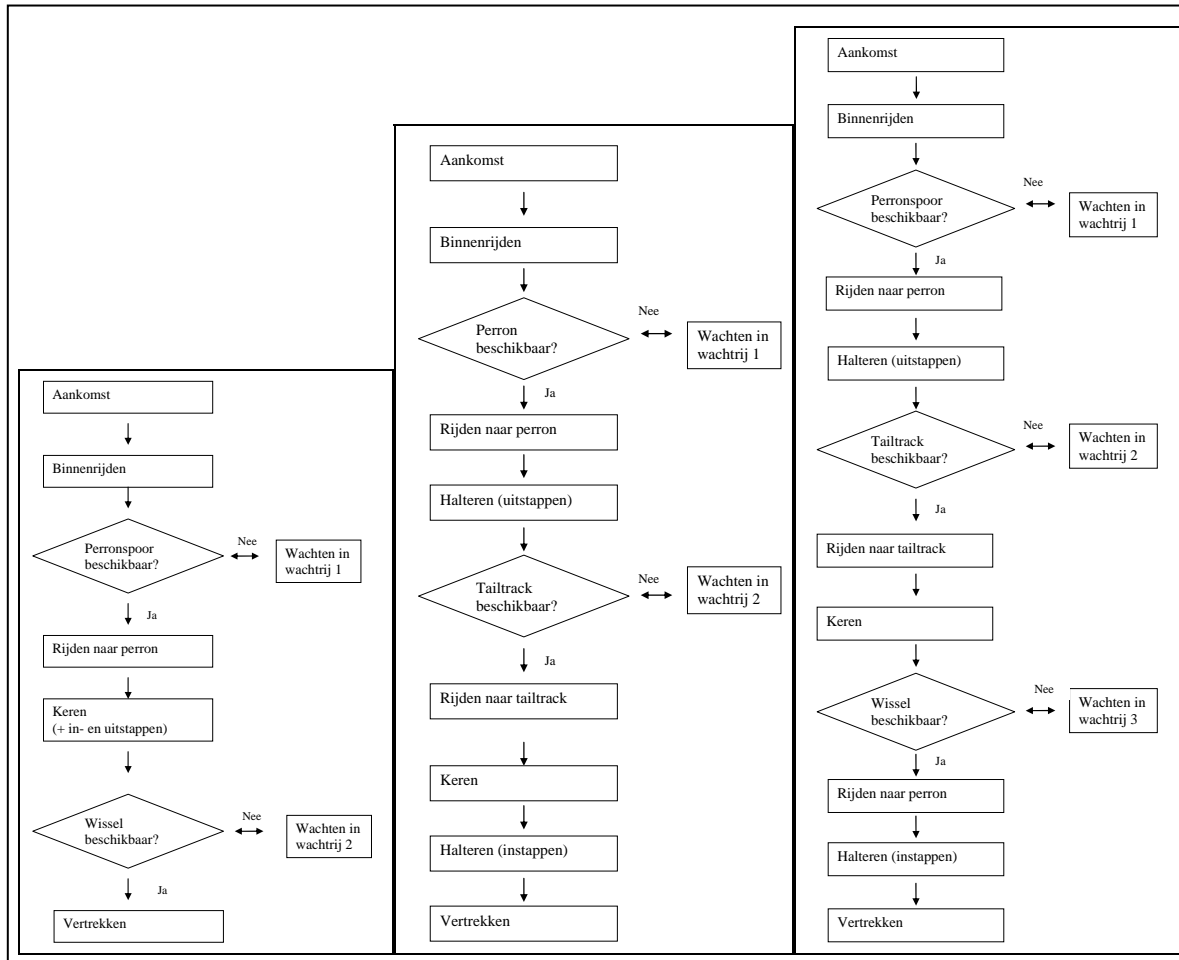 Aankomst
Binnenrijden
Perronspoor
beschikbaar?
Nee
Wachten in
wachtrij 1
Ja
Rijden naar perron
Keren
(+ in- en uitstappen)
Wissel
beschikbaar?
Nee
Wachten in
wachtrij 2
Ja
Vertrekken
Aankomst
Binnenrijden
Perron
beschikbaar?
Nee
Wachten in
wachtrij 1
Ja
Rijden naar perron
Halteren (uitstappen)
Tailtrack
beschikbaar?
Nee
Wachten in
wachtrij 2
Ja
Rijden naar tailtrack
Keren
Halteren (instappen)
Vertrekken
Aankomst
Binnenrijden
Perronspoor
beschikbaar?
Nee
Wachten in
wachtrij 1
Ja
Rijden naar perron
Halteren (uitstappen)
Tailtrack
beschikbaar?
Nee
Wachten in
wachtrij 2
Ja
Rijden naar tailtrack
Keren
Wissel
beschikbaar?
Nee
Wachten in
wachtrij 3
Ja
Rijden naar perron
Halteren (instappen)
Vertrekken